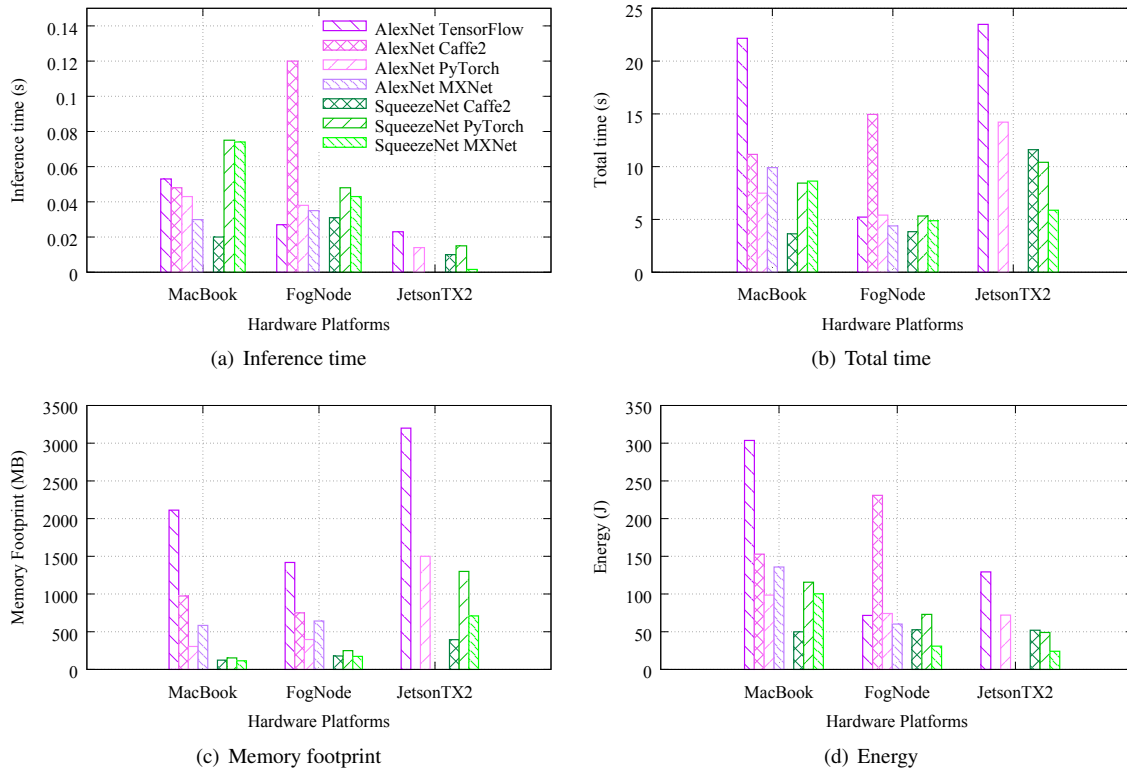 0.14
0.12
0.1
0.08
0.06
0.04
0.02
0
Inference time (s)
AlexNet TensorFlow
AlexNet Caffe2
AlexNet PyTorch
AlexNet MXNet
SqueezeNet Caffe2
SqueezeNet PyTorch
SqueezeNet MXNet
MacBook FogNode JetsonTX2
Hardware Platforms
(a) Inference time
25
20
15
10
5
0
Total time (s)
MacBook FogNode JetsonTX2
Hardware Platforms
(b) Total time
3500
3000
2500
2000
1500
1000
500
0
Memory Footprint (MB)
MacBook FogNode JetsonTX2
Hardware Platforms
(c) Memory footprint
350
300
250
200
150
100
50
0
Energy (J)
MacBook FogNode JetsonTX2
Hardware Platforms
(d) Energy